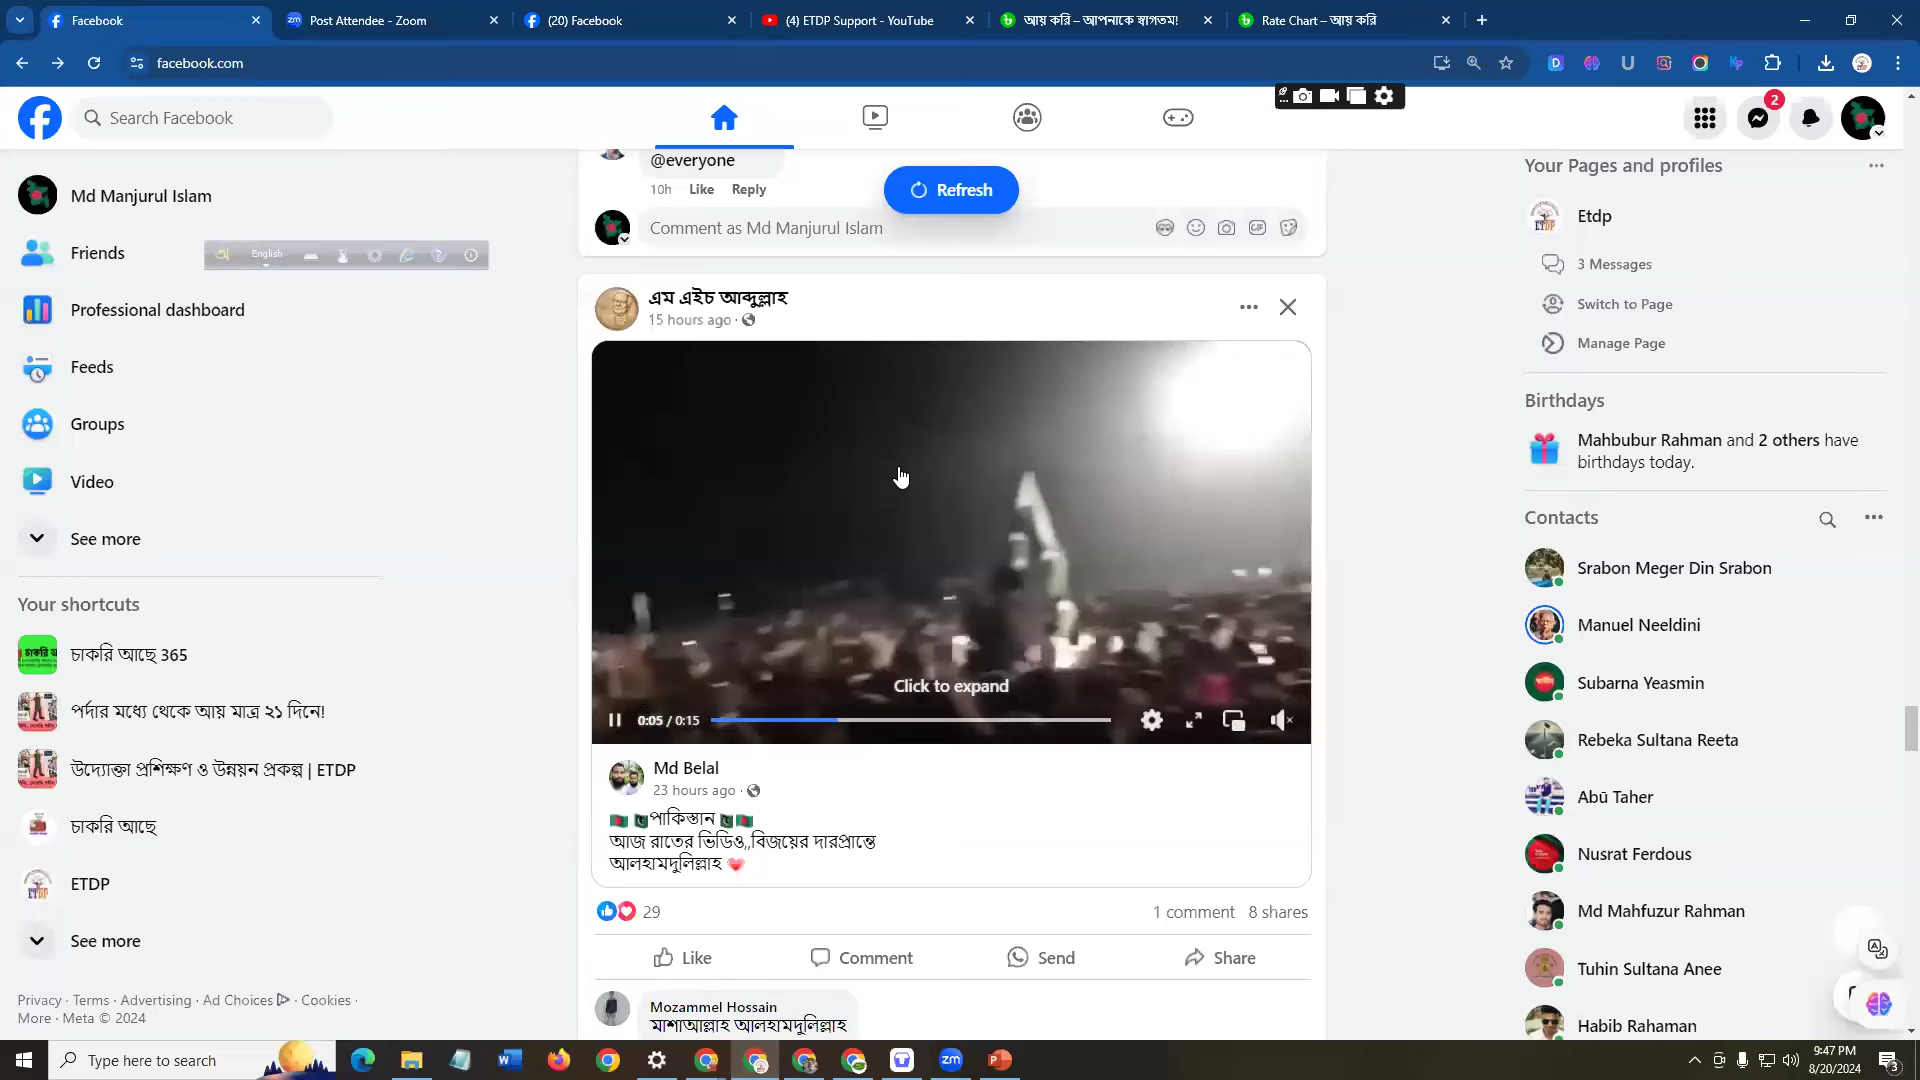 Facebook
Post Attendee - Zoom
(20) Facebook
(4) ETDP Support - YouTube
আয় করি – আপনাকে স্বাগতম!
Rate Chart – আয় করি
facebook.com
Search Facebook
2
Md Manjurul Islam
Friends
English
Professional dashboard
Feeds
Groups
Video
See more
Your shortcuts
চাকরি আছে 365
পর্দার মধ্যে থেকে আয় মাত্র ২১ দিনে!
উদ্যোক্তা প্রশিক্ষণ ও উন্নয়ন প্রকল্প | ETDP
চাকরি আছে
ETDP
See more
Privacy · Terms · Advertising · Ad Choices · Cookies ·
More · Meta © 2024
@everyone
10h Like Reply
Refresh
Comment as Md Manjurul Islam
এম এইচ আব্দুল্লাহ
15 hours ago ·
Click to expand
0:05 / 0:15
Md Belal
23 hours ago ·
🇧🇩 🇵🇰পাকিস্তান 🇵🇰🇧🇩
আজ রাতের ভিডিও,,বিজয়ের দারপ্রান্তে
আলহামদুলিল্লাহ 💗
29
1 comment 8 shares
Like Comment Send Share
Mozammel Hossain
মাশাআল্লাহ আলহামদুলিল্লাহ
Your Pages and profiles
Etdp
3 Messages
Switch to Page
Manage Page
Birthdays
Mahbubur Rahman and 2 others have
birthdays today.
Contacts
Srabon Meger Din Srabon
Manuel Neeldini
Subarna Yeasmin
Rebeka Sultana Reeta
Abū Taher
Nusrat Ferdous
Md Mahfuzur Rahman
Tuhin Sultana Anee
Habib Rahaman
Type here to search
9:47 PM
8/20/2024
3